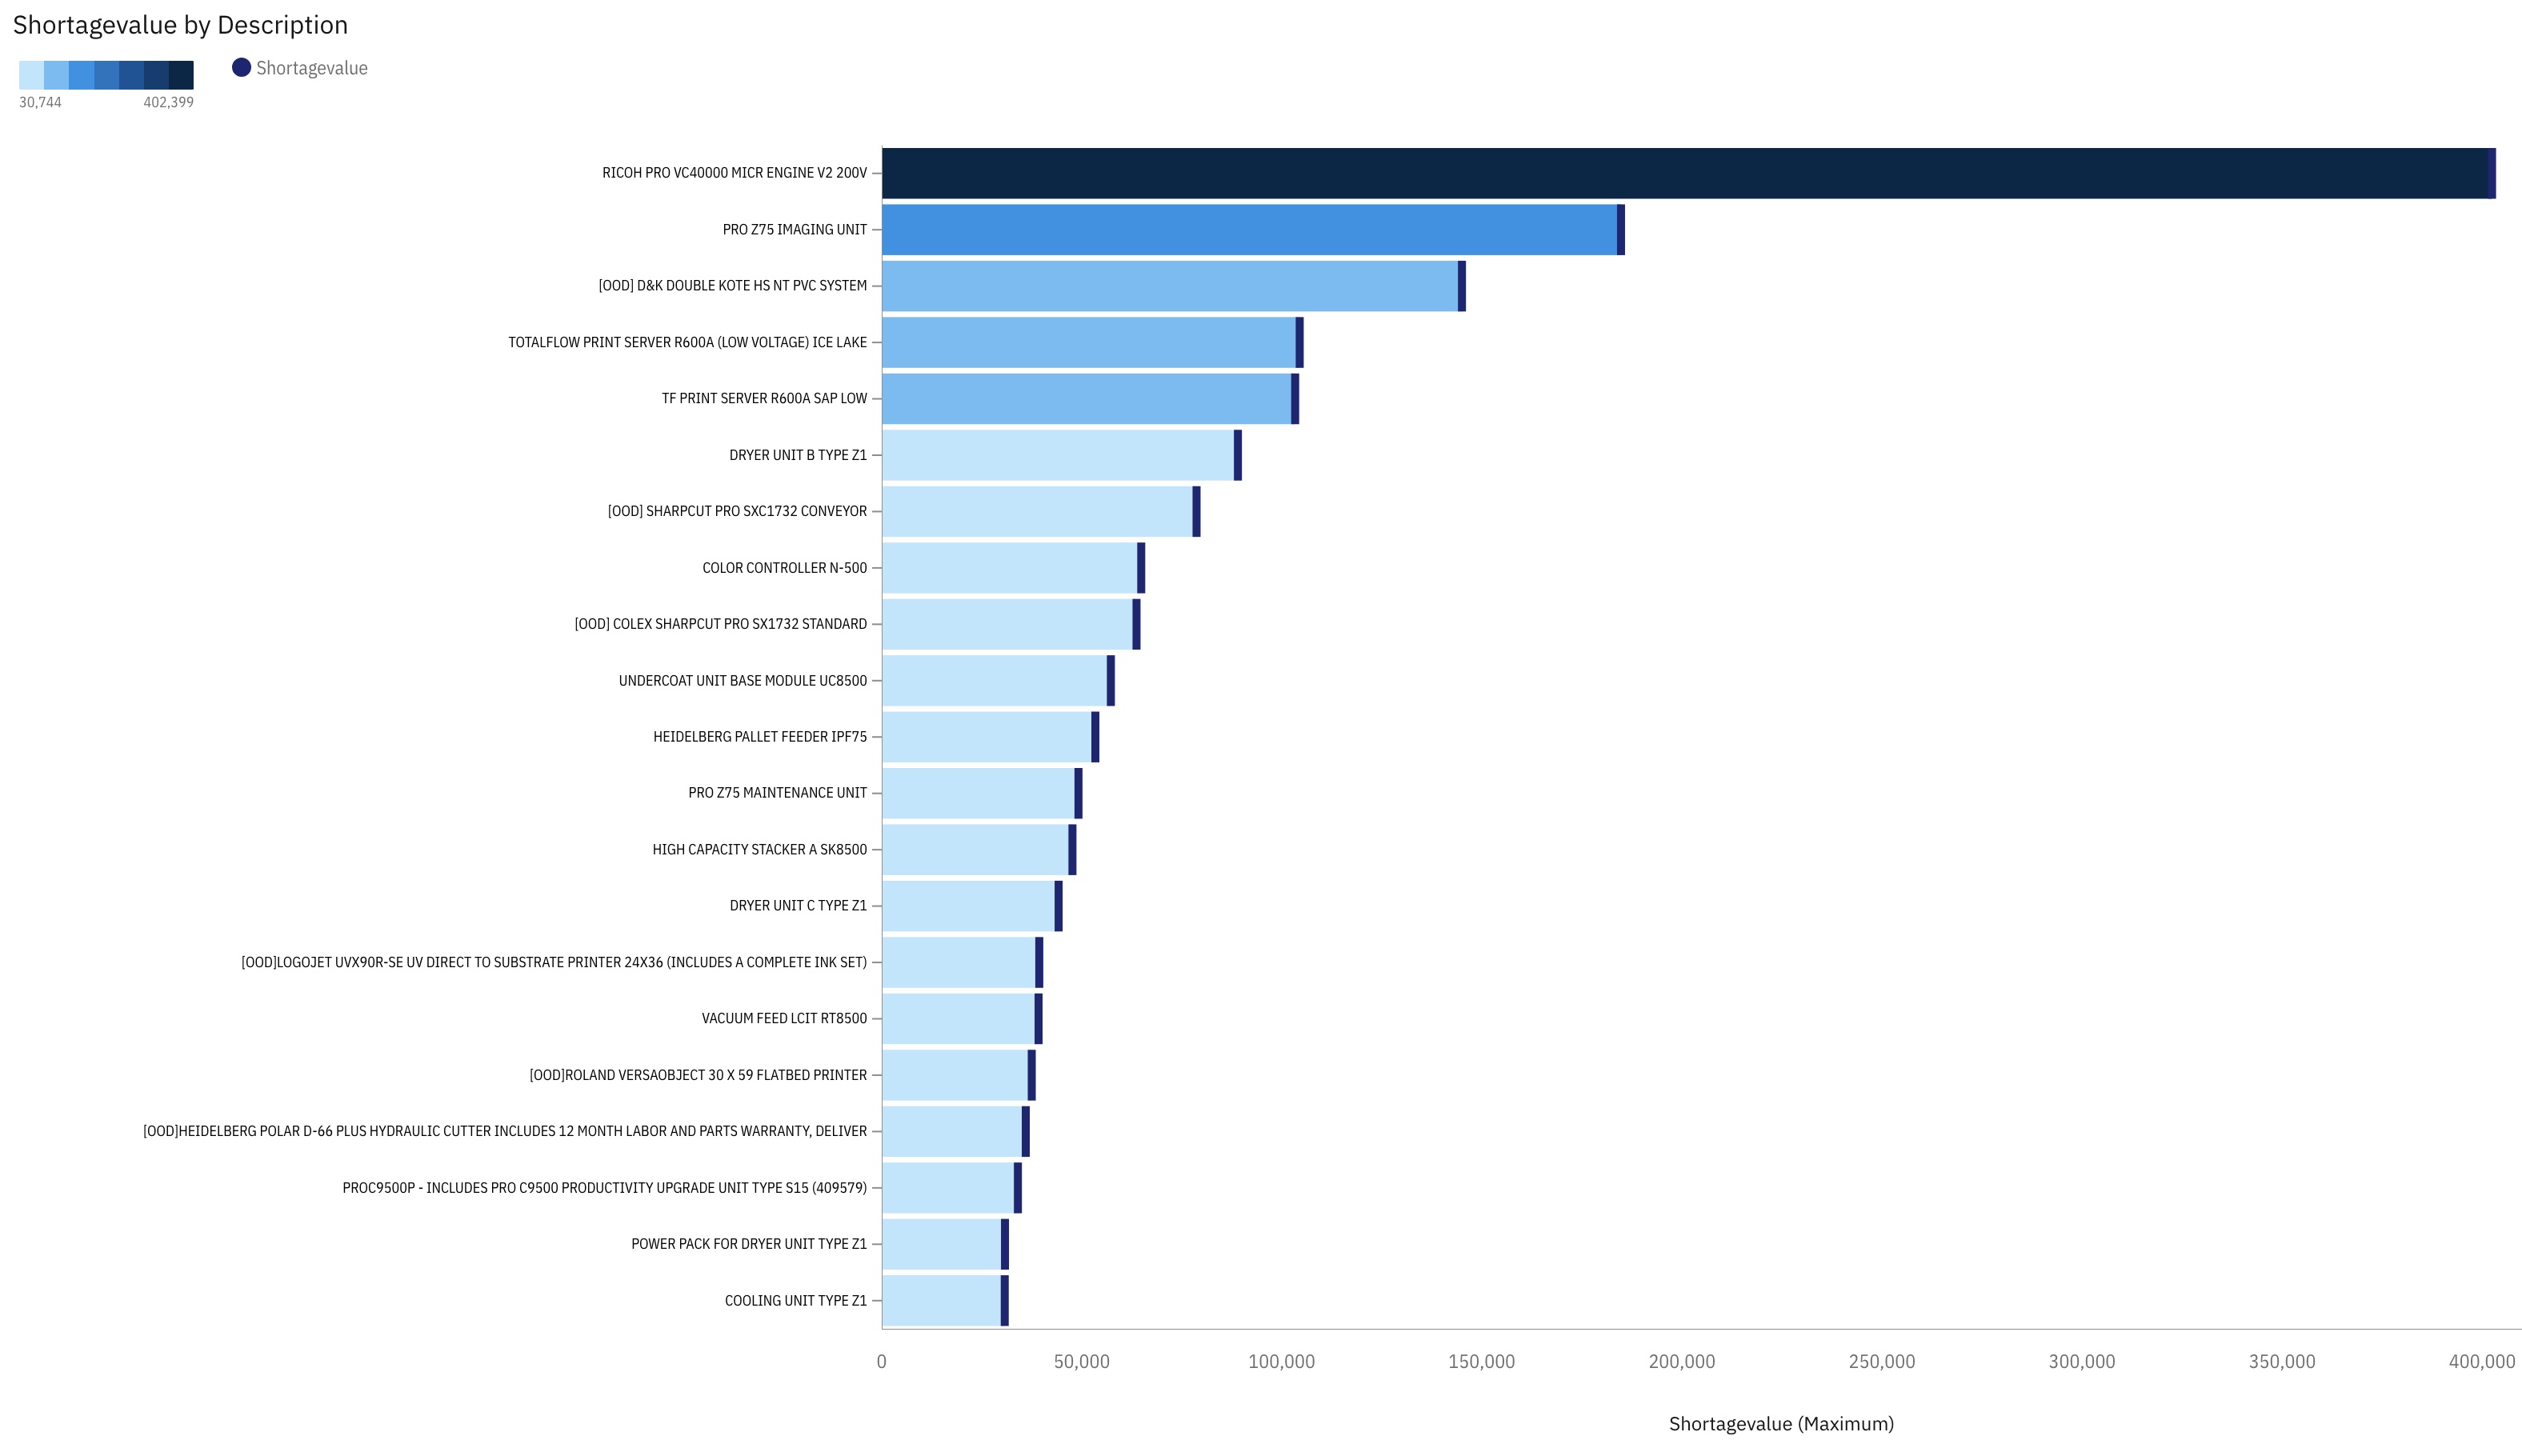 Shortagevalue by Description
30,744 402,399
Shortagevalue
RICOH PRO VC40000 MICR ENGINE V2 200V
PRO Z75 IMAGING UNIT
[OOD] D&K DOUBLE KOTE HS NT PVC SYSTEM
TOTALFLOW PRINT SERVER R600A (LOW VOLTAGE) ICE LAKE
TF PRINT SERVER R600A SAP LOW
DRYER UNIT B TYPE Z1
[OOD] SHARPCUT PRO SXC1732 CONVEYOR
COLOR CONTROLLER N-500
[OOD] COLEX SHARPCUT PRO SX1732 STANDARD
UNDERCOAT UNIT BASE MODULE UC8500
HEIDELBERG PALLET FEEDER IPF75
PRO Z75 MAINTENANCE UNIT
HIGH CAPACITY STACKER A SK8500
DRYER UNIT C TYPE Z1
[OOD]LOGOJET UVX90R-SE UV DIRECT TO SUBSTRATE PRINTER 24X36 (INCLUDES A COMPLETE INK SET)
VACUUM FEED LCIT RT8500
[OOD]ROLAND VERSAOBJECT 30 X 59 FLATBED PRINTER
[OOD]HEIDELBERG POLAR D-66 PLUS HYDRAULIC CUTTER INCLUDES 12 MONTH LABOR AND PARTS WARRANTY, DELIVER
PROC9500P - INCLUDES PRO C9500 PRODUCTIVITY UPGRADE UNIT TYPE S15 (409579)
POWER PACK FOR DRYER UNIT TYPE Z1
COOLING UNIT TYPE Z1
0 50,000 100,000 150,000 200,000 250,000 300,000 350,000 400,000
Shortagevalue (Maximum)